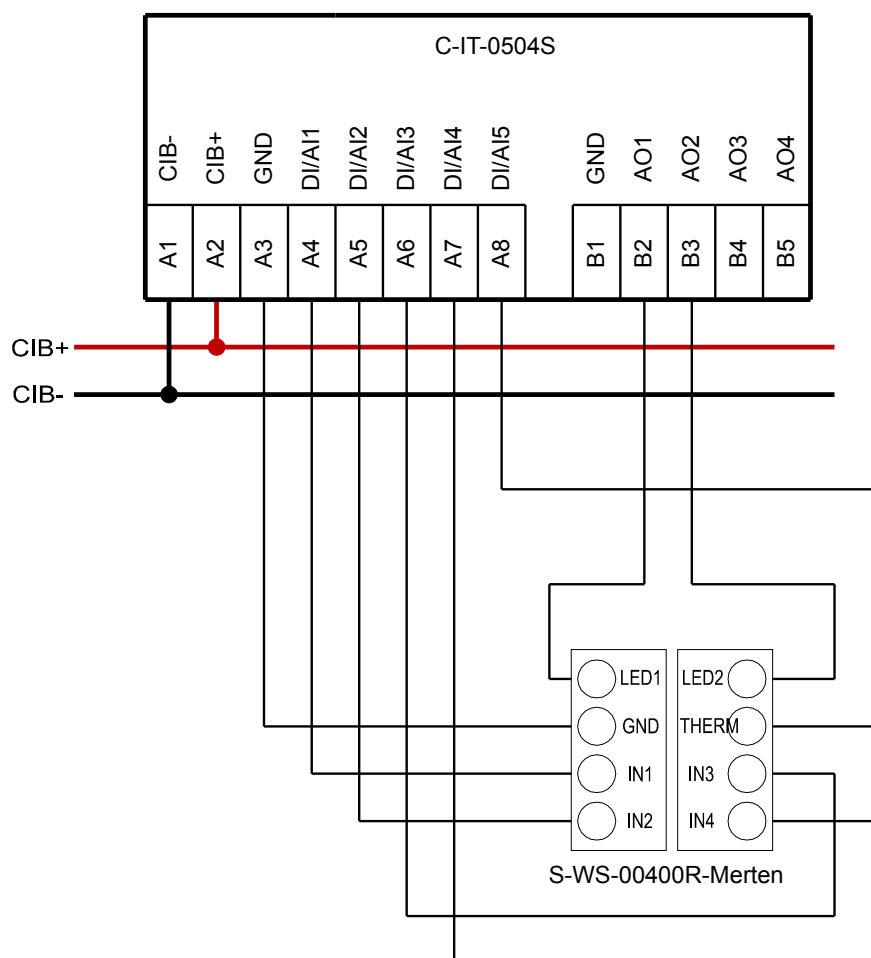 C-IT-0504S
CIB-
CIB+
GND
DI/AI1
DI/AI2
DI/AI3
DI/AI4
DI/AI5
GND
AO1
AO2
AO3
AO4
A1
A2
A3
A4
A5
A6
A7
A8
B1
B2
B3
B4
B5
CIB+
CIB-
LED1
LED2
GND
THERM
IN1
IN3
IN2
IN4
S-WS-00400R-Merten